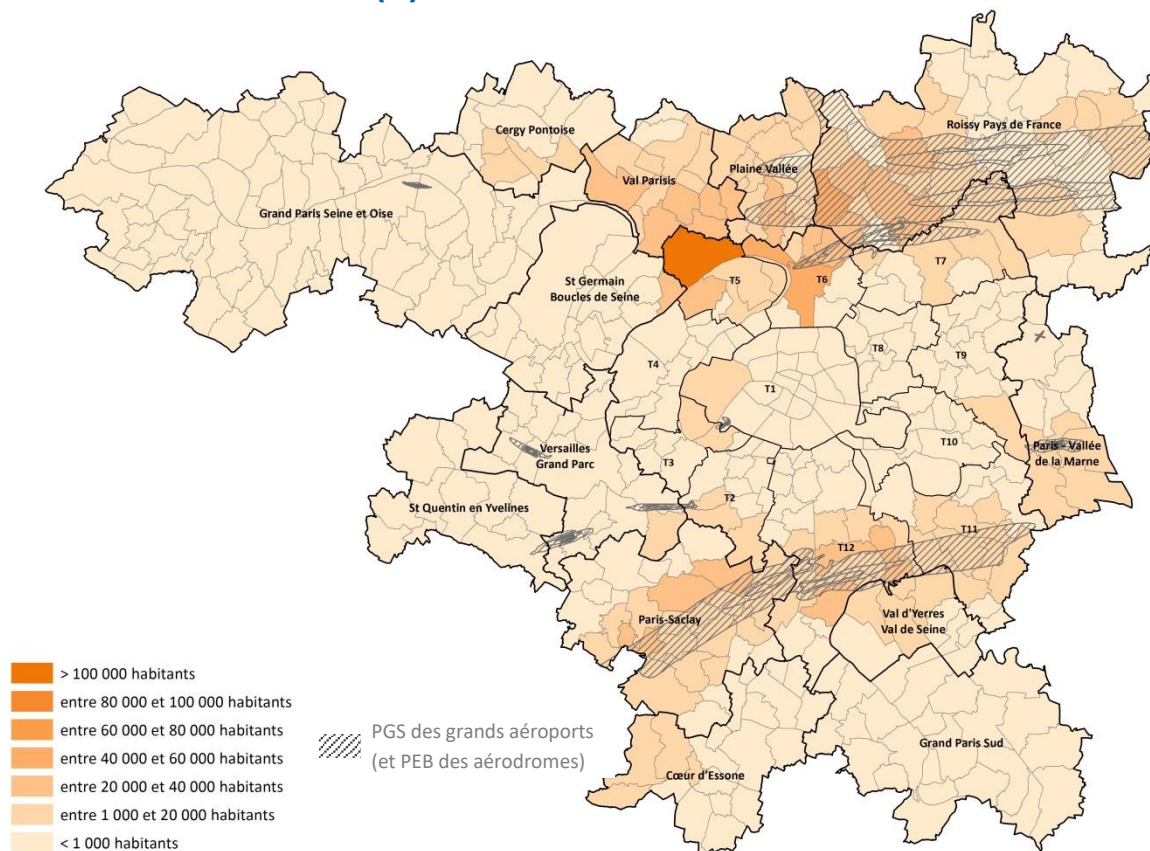 Cergy Pontoise
Roissy Pays de France
Plaine Vallée
Val Parisis
Grand Paris Seine et Oise
T7
T6
T5
St Germain
Boucles de Seine
T8
T9
T4
T1
T10
Paris - Vallée
de la Marne
Versailles
Grand Parc
T3
T2
St Quentin en Yvelines
T11
T12
Paris-Saclay
Val d'Yerres
Val de Seine
Grand Paris Sud
Cœur d'Essone
> 100 000 habitants
entre 80 000 et 100 000 habitants
entre 60 000 et 80 000 habitants
entre 40 000 et 60 000 habitants
entre 20 000 et 40 000 habitants
entre 1 000 et 20 000 habitants
< 1 000 habitants
PGS des grands aéroports
(et PEB des aérodromes)